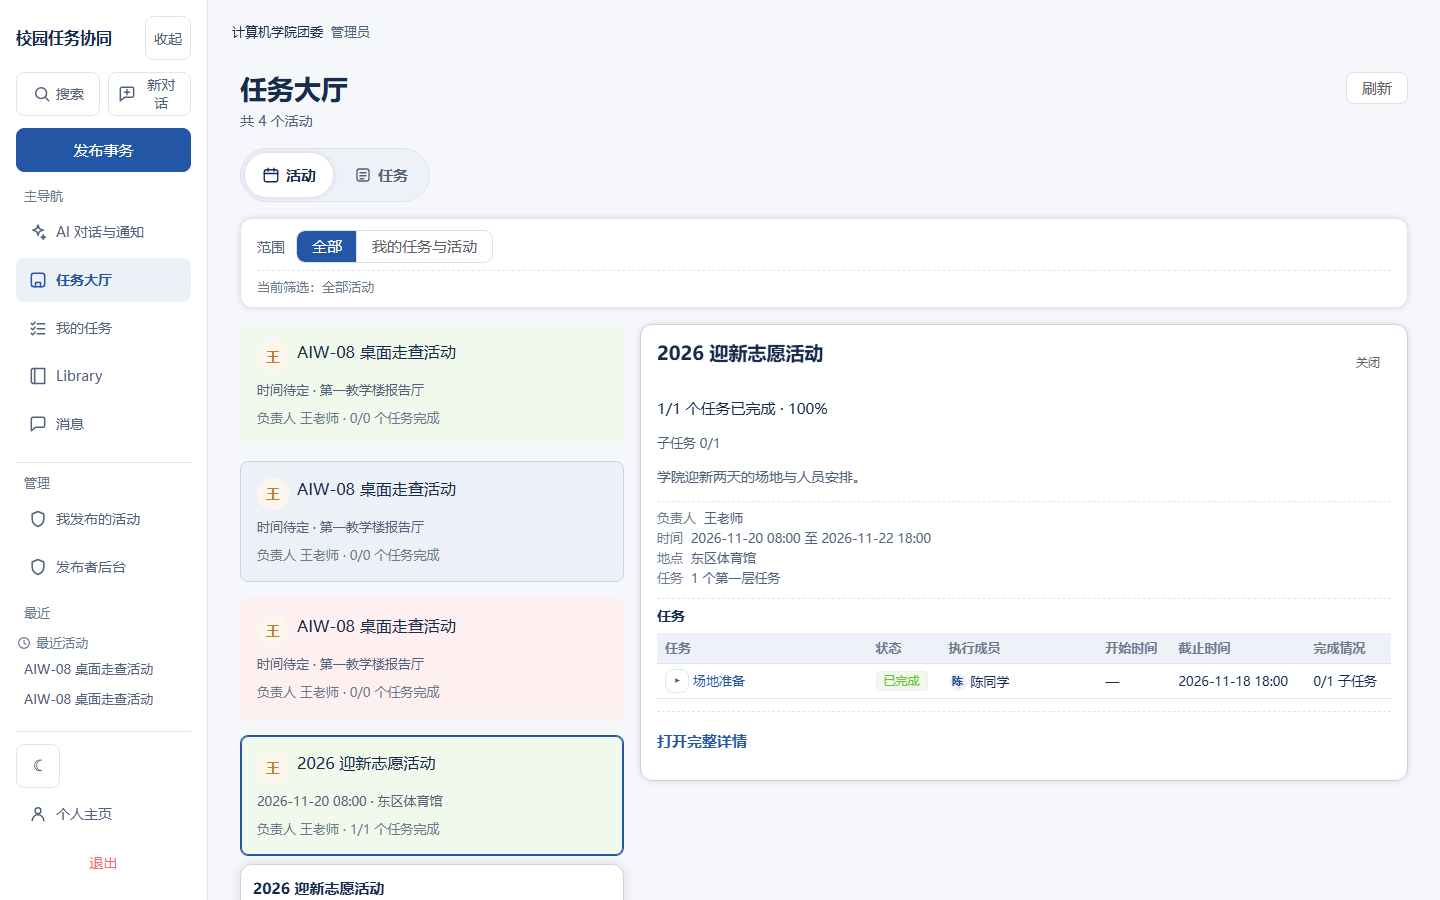 校园任务协同
收起
搜索
新对话
发布事务
主导航
AI 对话与通知
任务大厅
我的任务
Library
消息
管理
我发布的活动
发布者后台
最近
最近活动
AIW-08 桌面走查活动
AIW-08 桌面走查活动
个人主页
退出
计算机学院团委 管理员
任务大厅
共 4 个活动
刷新
活动
任务
范围 全部 我的任务与活动
当前筛选：全部活动
王 AIW-08 桌面走查活动
时间待定 · 第一教学楼报告厅
负责人 王老师 · 0/0 个任务完成
王 AIW-08 桌面走查活动
时间待定 · 第一教学楼报告厅
负责人 王老师 · 0/0 个任务完成
王 AIW-08 桌面走查活动
时间待定 · 第一教学楼报告厅
负责人 王老师 · 0/0 个任务完成
王 2026 迎新志愿活动
2026-11-20 08:00 · 东区体育馆
负责人 王老师 · 1/1 个任务完成
2026 迎新志愿活动
2026 迎新志愿活动
关闭
1/1 个任务已完成 · 100%
子任务 0/1
学院迎新两天的场地与人员安排。
负责人 王老师
时间 2026-11-20 08:00 至 2026-11-22 18:00
地点 东区体育馆
任务 1 个第一层任务
任务
任务 状态 执行成员 开始时间 截止时间 完成情况
场地准备 已完成 陈 陈同学 — 2026-11-18 18:00 0/1 子任务
打开完整详情